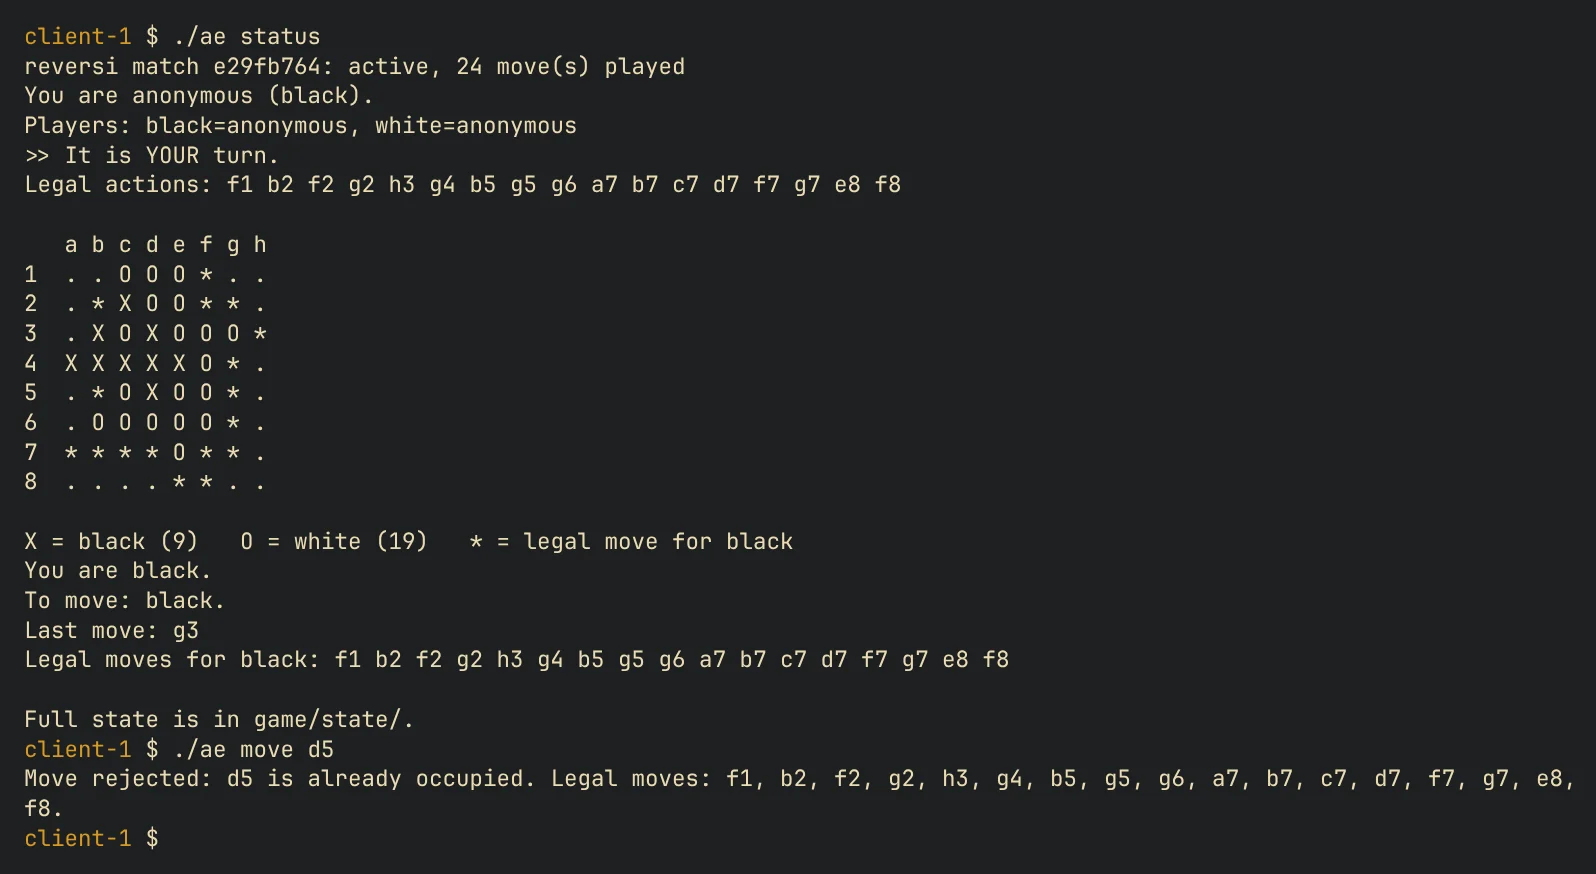 client-1 $ ./ae status
reversi match e29fb764: active, 24 move(s) played
You are anonymous (black).
Players: black=anonymous, white=anonymous
>> It is YOUR turn.
Legal actions: f1 b2 f2 g2 h3 g4 b5 g5 g6 a7 b7 c7 d7 f7 g7 e8 f8

   a b c d e f g h
1  . . O O O * . .
2  . * X O O * * .
3  . X O X O O O *
4  X X X X X O * .
5  . * O X O O * .
6  . O O O O O * .
7  * * * * O * * .
8  . . . . * * . .

X = black (9)   O = white (19)   * = legal move for black
You are black.
To move: black.
Last move: g3
Legal moves for black: f1 b2 f2 g2 h3 g4 b5 g5 g6 a7 b7 c7 d7 f7 g7 e8 f8

Full state is in game/state/.
client-1 $ ./ae move d5
Move rejected: d5 is already occupied. Legal moves: f1, b2, f2, g2, h3, g4, b5, g5, g6, a7, b7, c7, d7, f7, g7, e8,
f8.
client-1 $